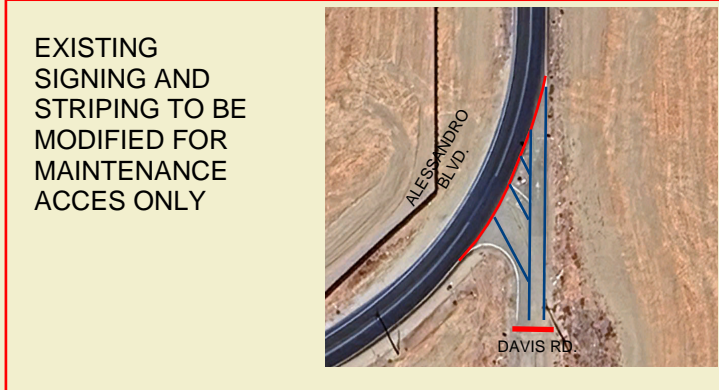 EXISTING
SIGNING AND
STRIPING TO BE
MODIFIED FOR
MAINTENANCE
ACCES ONLY
ALESSANDRO
BLVD.
DAVIS RD.